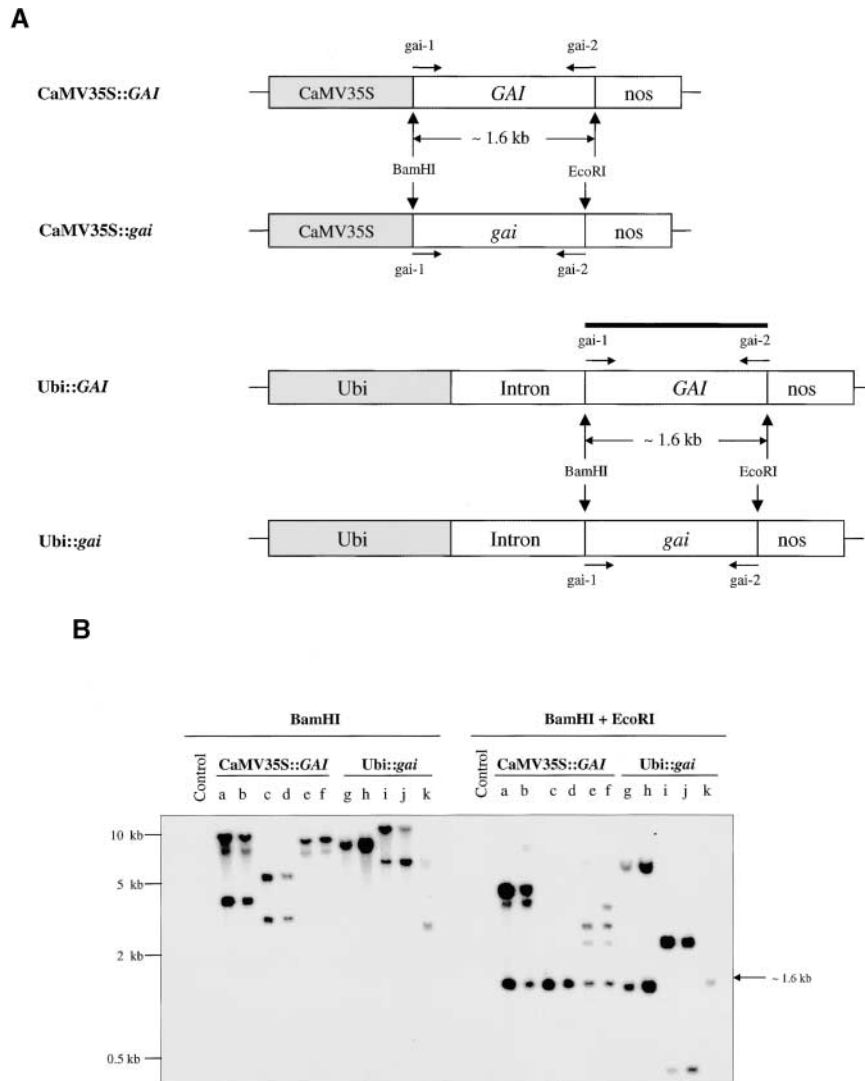 A
gai-1 gai-2
CaMV35S::GAI CaMV35S GAI nos
~ 1.6 kb
BamHI EcoRI
CaMV35S::gai CaMV35S gai nos
gai-1 gai-2
gai-1 gai-2
Ubi::GAI Ubi Intron GAI nos
~ 1.6 kb
BamHI EcoRI
Ubi::gai Ubi Intron gai nos
gai-1 gai-2
B
BamHI BamHI + EcoRI
Control CaMV35S::GAI Ubi::gai Control CaMV35S::GAI Ubi::gai
a b c d e f g h i j k a b c d e f g h i j k
10 kb
5 kb
2 kb
~ 1.6 kb
0.5 kb